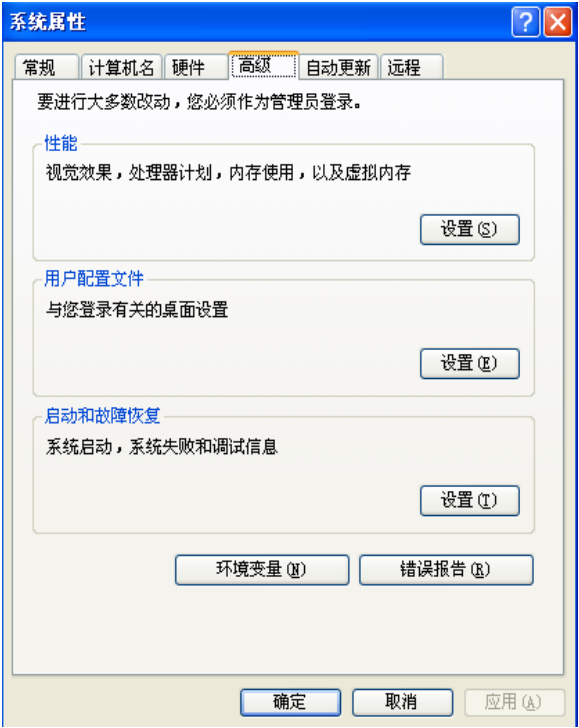 系统属性
常规 计算机名 硬件 高级 自动更新 远程
要进行大多数改动，您必须作为管理员登录。
性能
视觉效果，处理器计划，内存使用，以及虚拟内存
设置(S)
用户配置文件
与您登录有关的桌面设置
设置(E)
启动和故障恢复
系统启动，系统失败和调试信息
设置(T)
环境变量(N) 错误报告(R)
确定 取消 应用(A)